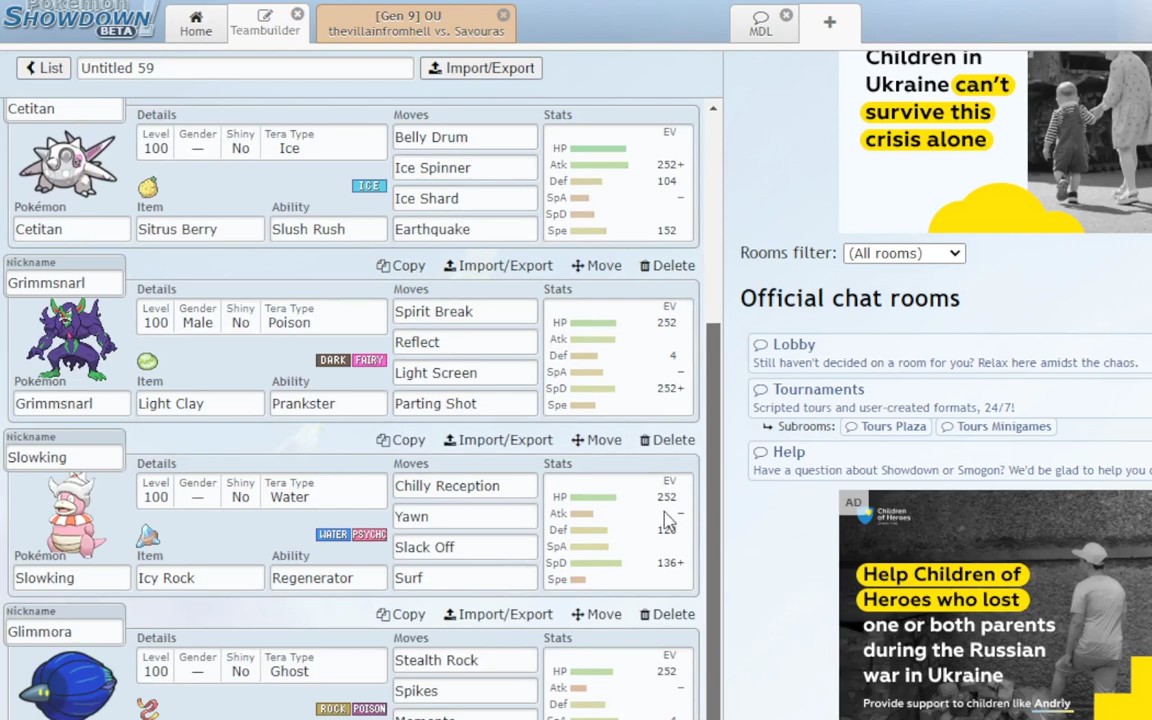 POKÉMON
SHOWDOWN
BETA
Home
Teambuilder
[Gen 9] OU
thevillainfromhell vs. Savouras
MDL
+
List
Untitled 59
Import/Export
Cetitan
Details
Moves
Stats
Level
Gender
Shiny
Tera Type
100
—
No
Ice
ICE
Pokémon
Item
Ability
Cetitan
Sitrus Berry
Slush Rush
Belly Drum
Ice Spinner
Ice Shard
Earthquake
EV
HP
Atk 252+
Def 104
SpA –
SpD
Spe 152
Nickname
Copy
Import/Export
Move
Delete
Grimmsnarl
Details
Moves
Stats
Level
Gender
Shiny
Tera Type
100
Male
No
Poison
DARK FAIRY
Pokémon
Item
Ability
Grimmsnarl
Light Clay
Prankster
Spirit Break
Reflect
Light Screen
Parting Shot
EV
HP 252
Atk
Def 4
SpA –
SpD 252+
Spe
Nickname
Copy
Import/Export
Move
Delete
Slowking
Details
Moves
Stats
Level
Gender
Shiny
Tera Type
100
—
No
Water
WATER PSYCHC
Pokémon
Item
Ability
Slowking
Icy Rock
Regenerator
Chilly Reception
Yawn
Slack Off
Surf
EV
HP 252
Atk –
Def 120
SpA
SpD 136+
Spe
Nickname
Copy
Import/Export
Move
Delete
Glimmora
Details
Moves
Stats
Level
Gender
Shiny
Tera Type
100
—
No
Ghost
ROCK POISON
Stealth Rock
Spikes
EV
HP 252
Atk –
Def
Children in
Ukraine can't
survive this
crisis alone
Rooms filter: (All rooms)
Official chat rooms
Lobby
Still haven't decided on a room for you? Relax here amidst the chaos.
Tournaments
Scripted tours and user-created formats, 24/7!
Subrooms: Tours Plaza Tours Minigames
Help
Have a question about Showdown or Smogon? We'd be glad to help you
AD
Children
of Heroes
Help Children of
Heroes who lost
one or both parents
during the Russian
war in Ukraine
Provide support to children like Andriy